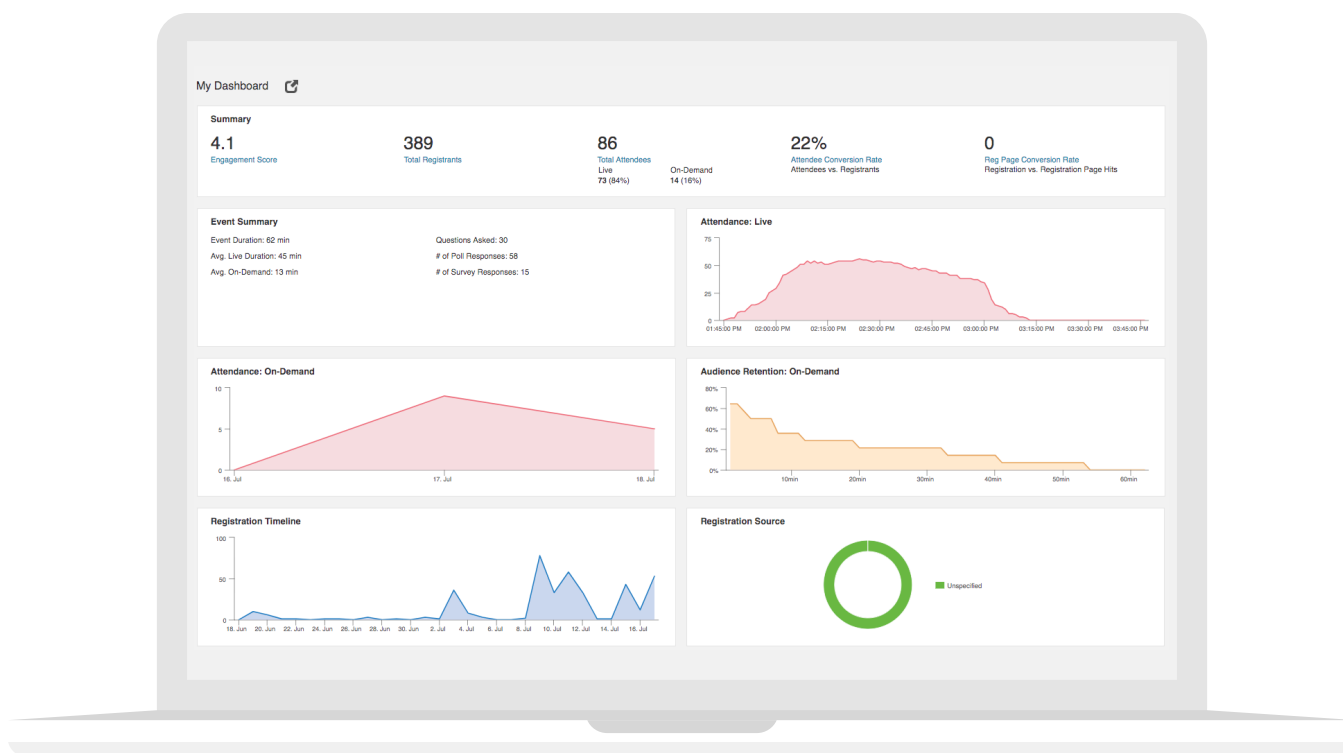 My Dashboard
Summary
4.1
Engagement Score
389
Total Registrants
86
Total Attendees
Live
73 (84%)
On-Demand
14 (16%)
22%
Attendee Conversion Rate
Attendees vs. Registrants
0
Reg Page Conversion Rate
Registration vs. Registration Page Hits
Event Summary
Event Duration: 62 min
Avg. Live Duration: 45 min
Avg. On-Demand: 13 min
Questions Asked: 30
# of Poll Responses: 58
# of Survey Responses: 15
Attendance: Live
75
50
25
0
01:45:00 PM 02:00:00 PM 02:15:00 PM 02:30:00 PM 02:45:00 PM 03:00:00 PM 03:15:00 PM 03:30:00 PM 03:45:00 PM
Attendance: On-Demand
10
5
0
16. Jul 17. Jul 18. Jul
Audience Retention: On-Demand
80%
60%
40%
20%
0%
10min 20min 30min 40min 50min 60min
Registration Timeline
100
50
0
18. Jun 20. Jun 22. Jun 24. Jun 26. Jun 28. Jun 30. Jun 2. Jul 4. Jul 6. Jul 8. Jul 10. Jul 12. Jul 14. Jul 16. Jul
Registration Source
Unspecified